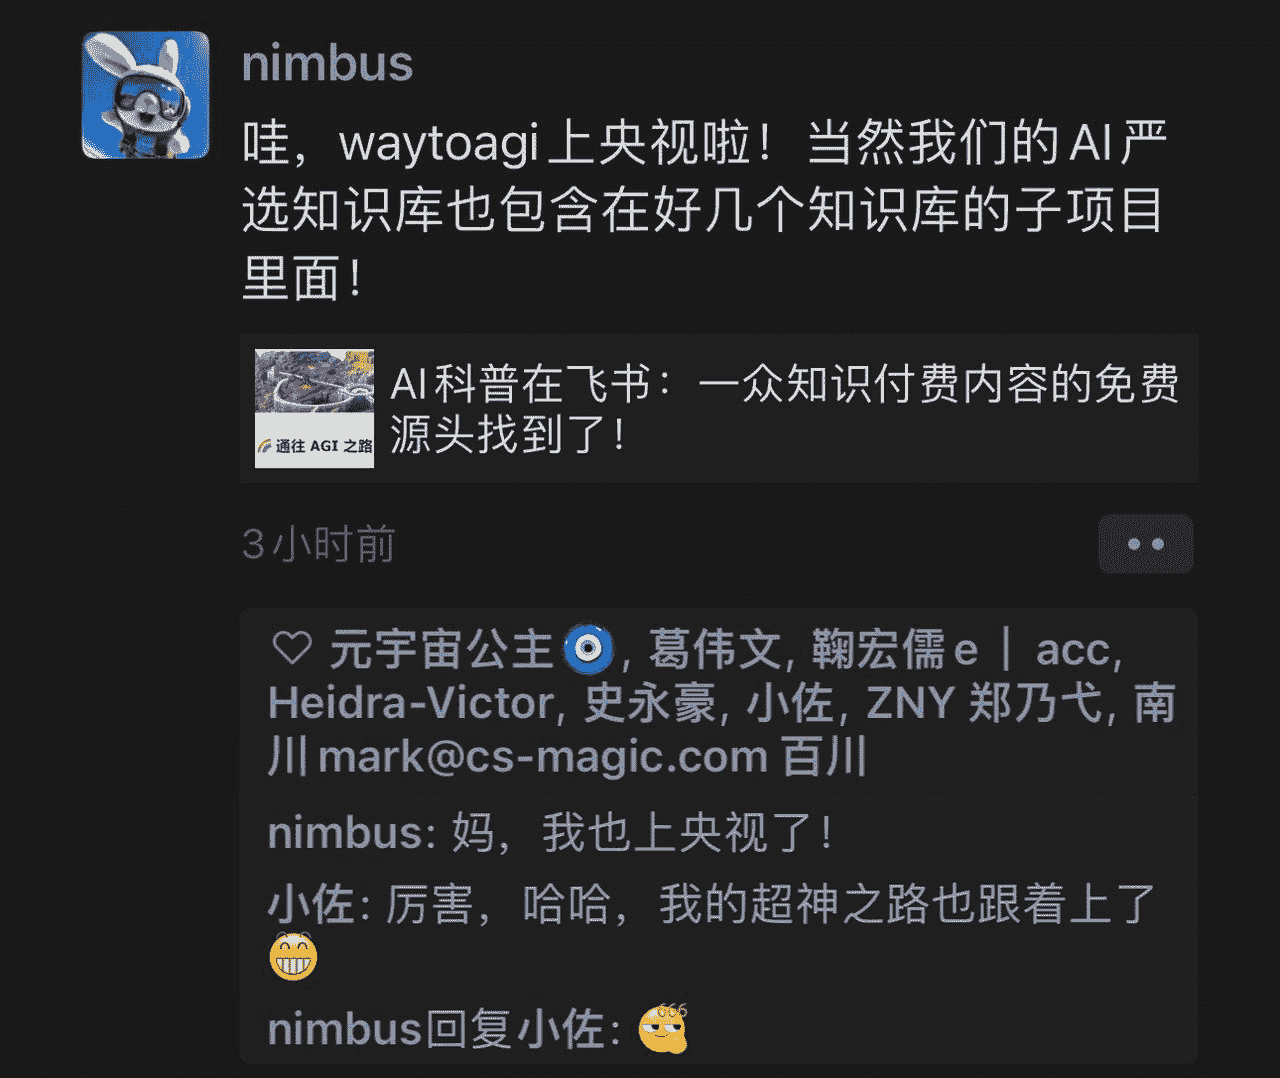 nimbus
哇，waytoagi上央视啦！当然我们的AI严
选知识库也包含在好几个知识库的子项目
里面！
AI科普在飞书：一众知识付费内容的免费
源头找到了！
通往 AGI 之路
3小时前
元宇宙公主🧿, 葛伟文, 鞠宏儒e｜acc,
Heidra-Victor, 史永豪, 小佐, ZNY 郑乃弋, 南
川mark@cs-magic.com 百川
nimbus: 妈，我也上央视了！
小佐: 厉害，哈哈，我的超神之路也跟着上了
😁
nimbus回复小佐: 666